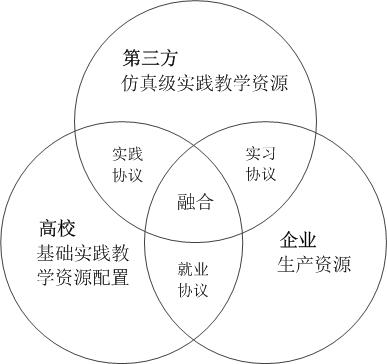 第三方
仿真级实践教学资源
实践
协议
实习
协议
融合
高校
基础实践教
学资源配置
企业
生产资源
就业
协议